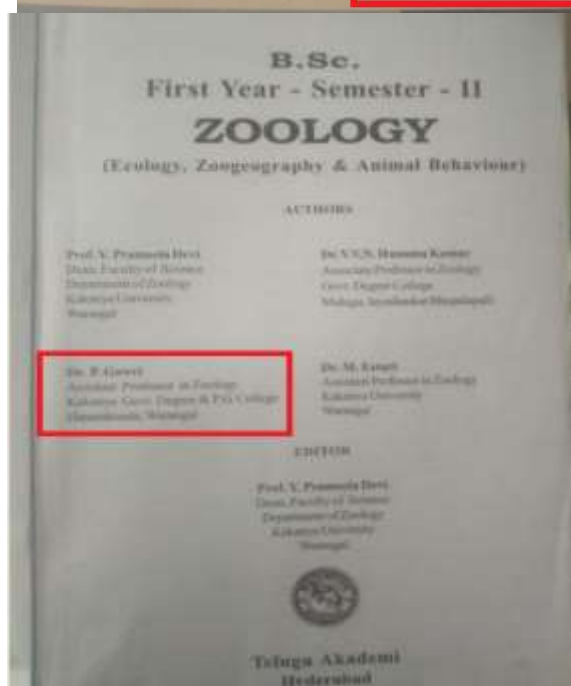 B.Sc.
First Year - Semester - II
ZOOLOGY
(Ecology, Zoogeography & Animal Behaviour)
AUTHORS
Prof. Y. Prameela Devi
Dean, Faculty of Science
Department of Zoology
Kakatiya University
Warangal
Dr. V.V.N. Kumar
Associate Professor in Zoology
Govt. Degree College
Mulugu, Jayashankar Bhupalapalli
Dr. P. Gowri
Assistant Professor in Zoology
Kakatiya Govt. Degree & P.G. College
Hanamkonda, Warangal
Dr. M.
Assistant Professor in Zoology
Kakatiya University
Warangal
EDITOR
Prof. Y. Prameela Devi
Dean, Faculty of Science
Department of Zoology
Kakatiya University
Warangal
Telugu Akademi
Hyderabad